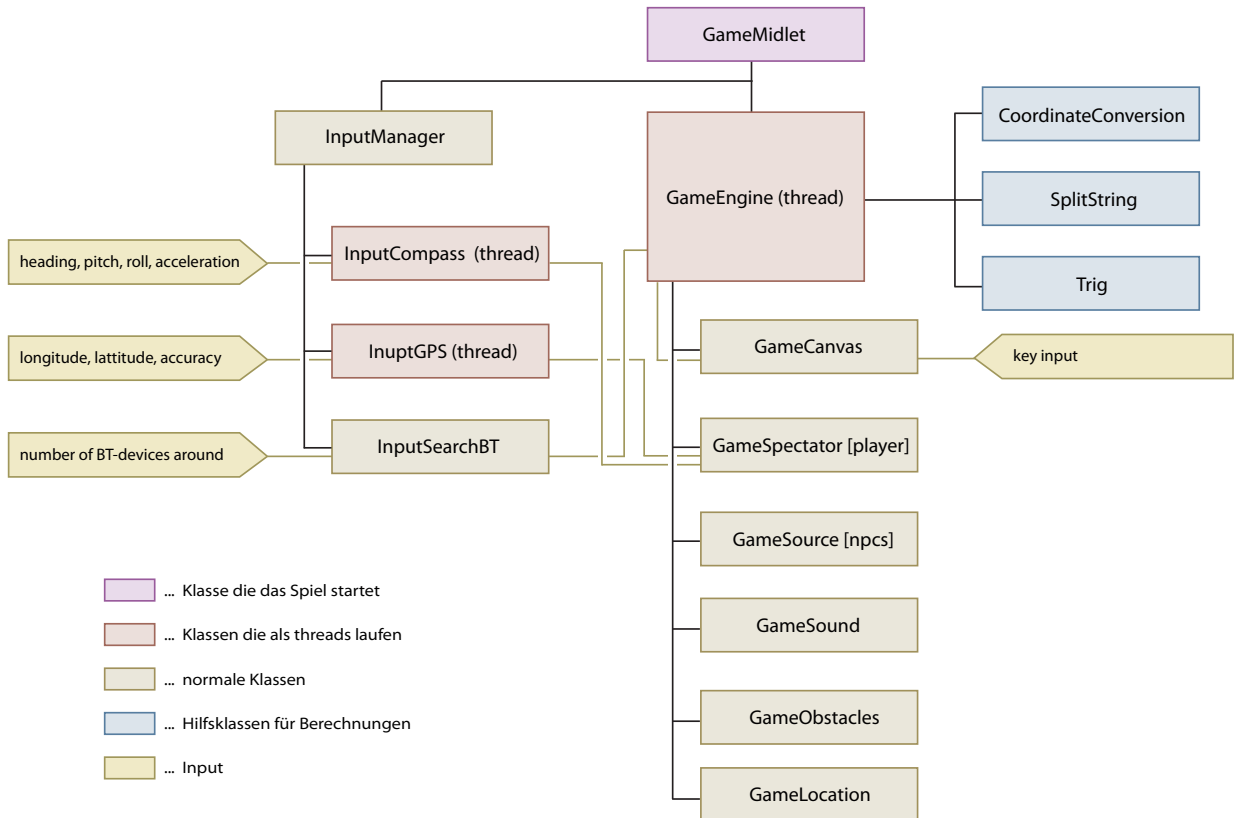 GameMidlet
InputManager
GameEngine (thread)
CoordinateConversion
SplitString
Trig
heading, pitch, roll, acceleration
InputCompass (thread)
longitude, lattitude, accuracy
InuptGPS (thread)
GameCanvas
key input
number of BT-devices around
InputSearchBT
GameSpectator [player]
GameSource [npcs]
GameSound
GameObstacles
GameLocation
... Klasse die das Spiel startet
... Klassen die als threads laufen
... normale Klassen
... Hilfsklassen für Berechnungen
... Input